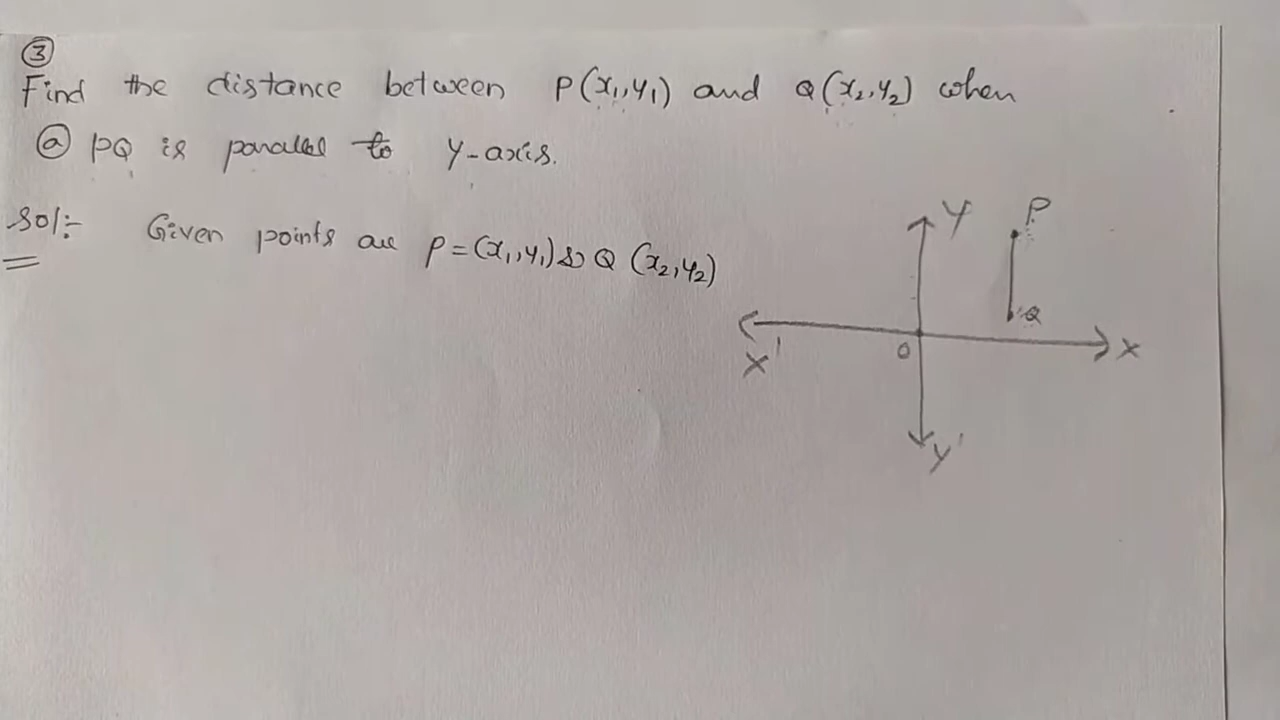 ③
Find the distance between P(x₁,y₁) and Q(x₂,y₂) when
ⓐ PQ is parallel to y-axis.
Sol:-
Given points are P=(x₁,y₁) & Q (x₂,y₂)
Y
P
Q
X'
O
X
Y'